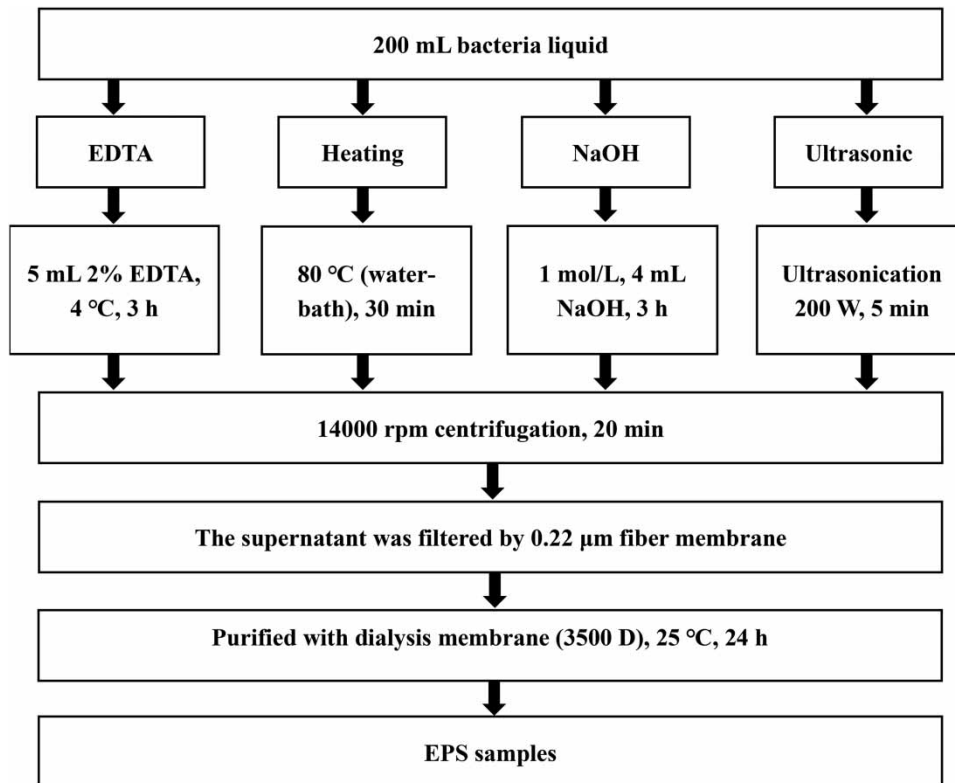 200 mL bacteria liquid
EDTA
Heating
NaOH
Ultrasonic
5 mL 2% EDTA,
4 ℃, 3 h
80 ℃ (water-
bath), 30 min
1 mol/L, 4 mL
NaOH, 3 h
Ultrasonication
200 W, 5 min
14000 rpm centrifugation, 20 min
The supernatant was filtered by 0.22 μm fiber membrane
Purified with dialysis membrane (3500 D), 25 ℃, 24 h
EPS samples